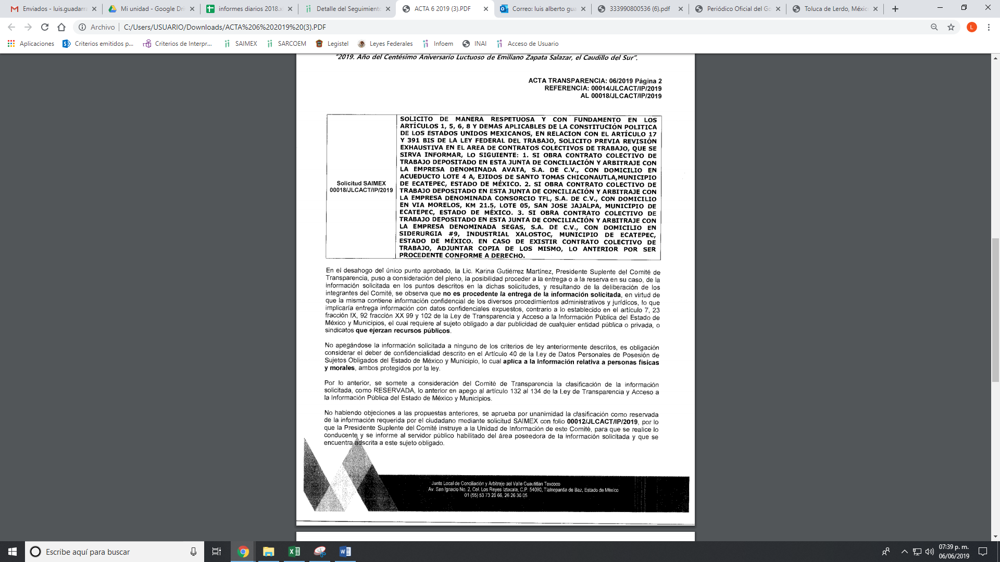 Enviados - luis.guadarra
Mi unidad - Google Dri
informes diarios 2018.x
Detalle del Seguimiento
ACTA 6 2019 (3).PDF
Correo: luis alberto gua
333990800536 (6).pdf
Periódico Oficial del Go
Toluca de Lerdo, Méxic
Archivo
C:/Users/USUARIO/Downloads/ACTA%206%202019%20(3).PDF
L
Aplicaciones
Criterios emitidos p...
Criterios de Interpr...
SAIMEX
SARCOEM
Legistel
Leyes Federales
Infoem
INAI
Acceso de Usuario
"2019. Año del Centésimo Aniversario Luctuoso de Emiliano Zapata Salazar, el Caudillo del Sur".
ACTA TRANSPARENCIA: 06/2019 Página 2
REFERENCIA: 00014/JLCACT/IP/2019
AL 00018/JLCACT/IP/2019
Solicitud SAIMEX
00018/JLCACT/IP/2019
SOLICITO DE MANERA RESPETUOSA Y CON FUNDAMENTO EN LOS
ARTÍCULOS 1, 5, 6, 8 Y DEMAS APLICABLES DE LA CONSTITUCIÓN POLITICA
DE LOS ESTADOS UNIDOS MEXICANOS, EN RELACION CON EL ARTÍCULO 17
Y 391 BIS DE LA LEY FEDERAL DEL TRABAJO, SOLICITO PREVIA REVISIÓN
EXHAUSTIVA EN EL AREA DE CONTRATOS COLECTIVOS DE TRABAJO, QUE SE
SIRVA INFORMAR, LO SIGUIENTE: 1. SI OBRA CONTRATO COLECTIVO DE
TRABAJO DEPOSITADO EN ESTA JUNTA DE CONCILIACIÓN Y ARBITRAJE CON
LA EMPRESA DENOMINADA AVATA, S.A. DE C.V., CON DOMICILIO EN
ACUEDUCTO LOTE 4 A, EJIDOS DE SANTO TOMAS CHICONAUTLA,MUNICIPIO
DE ECATEPEC, ESTADO DE MÉXICO. 2. SI OBRA CONTRATO COLECTIVO DE
TRABAJO DEPOSITADO EN ESTA JUNTA DE CONCILIACIÓN Y ARBITRAJE CON
LA EMPRESA DENOMINADA CONSORCIO TFL, S.A. DE C.V., CON DOMICILIO
EN VIA MORELOS, KM 21.5, LOTE 05, SAN JOSE JAJALPA, MUNICIPIO DE
ECATEPEC, ESTADO DE MÉXICO. 3. SI OBRA CONTRATO COLECTIVO DE
TRABAJO DEPOSITADO EN ESTA JUNTA DE CONCILIACIÓN Y ARBITRAJE CON
LA EMPRESA DENOMINADA SEGAS, S.A. DE C.V., CON DOMICILIO EN
SIDERURGIA #9, INDUSTRIAL XALOSTOC, MUNICIPIO DE ECATEPEC,
ESTADO DE MÉXICO. EN CASO DE EXISTIR CONTRATO COLECTIVO DE
TRABAJO, ADJUNTAR COPIA DE LOS MISMO, LO ANTERIOR POR SER
PROCEDENTE CONFORME A DERECHO.
En el desahogo del único punto aprobado, la Lic. Karina Gutiérrez Martínez, Presidente Suplente del Comité de
Transparencia, puso a consideración del pleno, la posibilidad proceder a la entrega o a la reserva en su caso, de la
información solicitada en los puntos descritos en la dichas solicitudes, y resultando de la deliberación de los
integrantes del Comité, se observa que no es procedente la entrega de la información solicitada, en virtud de
que la misma contiene información confidencial de los diversos procedimientos administrativos y jurídicos, lo que
implicaría entrega información con datos confidenciales expuestos, contrario a lo establecido en el artículo 7, 23
fracción IX, 92 fracción XX 99 y 102 de la Ley de Transparencia y Acceso a la Información Pública del Estado de
México y Municipios, el cual requiere al sujeto obligado a dar publicidad de cualquier entidad pública o privada, o
sindicatos que ejerzan recursos públicos.
No apegándose la información solicitada a ninguno de los criterios de ley anteriormente descritos, es obligación
considerar el deber de confidencialidad descrito en el Artículo 40 de la Ley de Datos Personales de Posesión de
Sujetos Obligados del Estado de México y Municipio, lo cual aplica a la información relativa a personas físicas
y morales, ambos protegidos por la ley.
Por lo anterior, se somete a consideración del Comité de Transparencia la clasificación de la información
solicitada, como RESERVADA, lo anterior en apego al artículo 132 al 134 de la Ley de Transparencia y Acceso a
la Información Pública del Estado de México y Municipios.
No habiendo objeciones a las propuestas anteriores, se aprueba por unanimidad la clasificación como reservada
de la información requerida por el ciudadano mediante solicitud SAIMEX con folio 00012/JLCACT/IP/2019, por lo
que la Presidente Suplente del Comité instruye a la Unidad de Información de este Comité, para que se realice lo
conducente y se informe al servidor público habilitado del área poseedora de la información solicitada y que se
encuentra adscrita a este sujeto obligado.
Junta Local de Conciliación y Arbitraje del Valle Cuautitlán Texcoco
Av. San Ignacio No. 2, Col. Los Reyes Iztacala, C.P. 54090, Tlalnepantla de Baz, Estado de México
01 (55) 53 73 26 66, 26 26 36 05
Escribe aquí para buscar
07:39 p. m.
06/06/2019